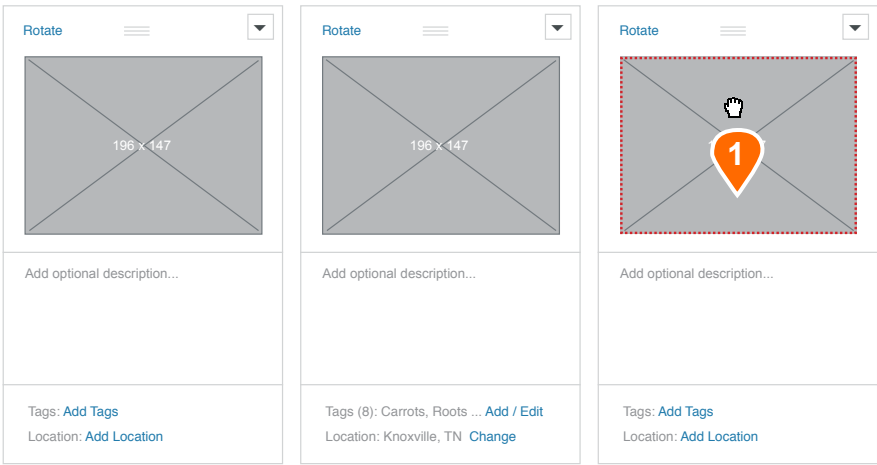 Rotate
196 x 147
Add optional description...
Tags: Add Tags
Location: Add Location
Rotate
196 x 147
Add optional description...
Tags (8): Carrots, Roots ... Add / Edit
Location: Knoxville, TN Change
Rotate
1
Add optional description...
Tags: Add Tags
Location: Add Location